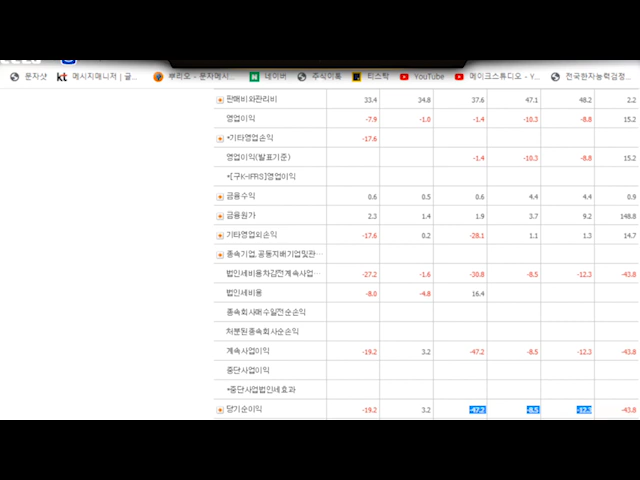 문자샷 메시지매니저 | 글... 뿌리오 - 문자메시... 네이버 주식이톡 티스탁 YouTube 메이크스튜디오 - Y... 전국한자능력검정...
판매비와관리비 33.4 34.8 37.6 47.1 48.2 2.2
영업이익 -7.9 -1.0 -1.4 -10.3 -8.8 15.2
*기타영업손익 -17.6
영업이익(발표기준) -1.4 -10.3 -8.8 15.2
*[구K-IFRS]영업이익
금융수익 0.6 0.5 0.6 4.4 4.4 0.9
금융원가 2.3 1.4 1.9 3.7 9.2 148.8
기타영업외손익 -17.6 0.2 -28.1 1.1 1.3 14.7
종속기업,공동지배기업및관...
법인세비용차감전계속사업... -27.2 -1.6 -30.8 -8.5 -12.3 -43.8
법인세비용 -8.0 -4.8 16.4
종속회사매수일전순손익
처분된종속회사순손익
계속사업이익 -19.2 3.2 -47.2 -8.5 -12.3 -43.8
중단사업이익
*중단사업법인세효과
당기순이익 -19.2 3.2 -47.2 -8.5 -12.3 -43.8